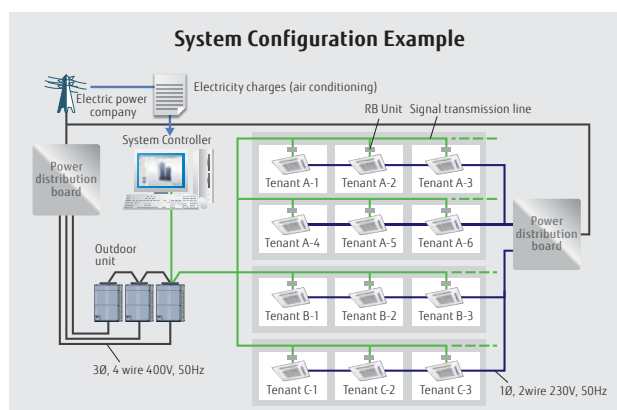 System Configuration Example
Electricity charges (air conditioning)
Electric power
company
RB Unit
Signal transmission line
System Controller
Power
distribution
board
Tenant A-1
Tenant A-2
Tenant A-3
Tenant A-4
Tenant A-5
Tenant A-6
Power
distribution
board
Outdoor
unit
Tenant B-1
Tenant B-2
Tenant B-3
3Ø, 4 wire 400V, 50Hz
Tenant C-1
Tenant C-2
Tenant C-3
1Ø, 2wire 230V, 50Hz